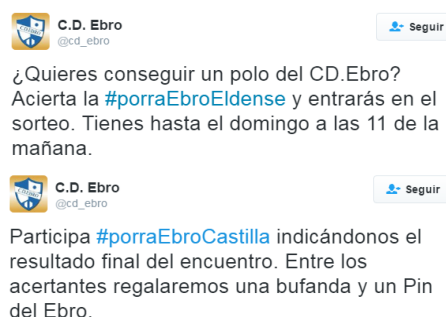 C.D. Ebro
@cd_ebro
Seguir
¿Quieres conseguir un polo del CD.Ebro?
Acierta la #porraEbroEldense y entrarás en el
sorteo. Tienes hasta el domingo a las 11 de la
mañana.
C.D. Ebro
@cd_ebro
Seguir
Participa #porraEbroCastilla indicándonos el
resultado final del encuentro. Entre los
acertantes regalaremos una bufanda y un Pin
del Ebro.